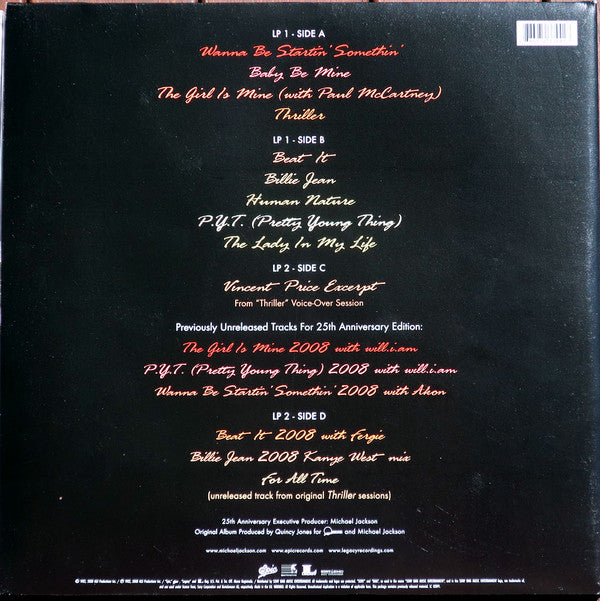 LP 1 - SIDE A
Wanna Be Startin' Somethin'
Baby Be Mine
The Girl Is Mine (with Paul McCartney)
Thriller
LP 1 - SIDE B
Beat It
Billie Jean
Human Nature
P.Y.T. (Pretty Young Thing)
The Lady In My Life
LP 2 - SIDE C
Vincent Price Excerpt
From "Thriller" Voice-Over Session
Previously Unreleased Tracks For 25th Anniversary Edition:
The Girl Is Mine 2008 with will.i.am
P.Y.T. (Pretty Young Thing) 2008 with will.i.am
Wanna Be Startin' Somethin' 2008 with Akon
LP 2 - SIDE D
Beat It 2008 with Fergie
Billie Jean 2008 Kanye West mix
For All Time
(unreleased track from original Thriller sessions)
25th Anniversary Executive Producer: Michael Jackson
Original Album Produced by Quincy Jones for Qwest and Michael Jackson
www.michaeljackson.com www.epicrecords.com www.legacyrecordings.com
Epic